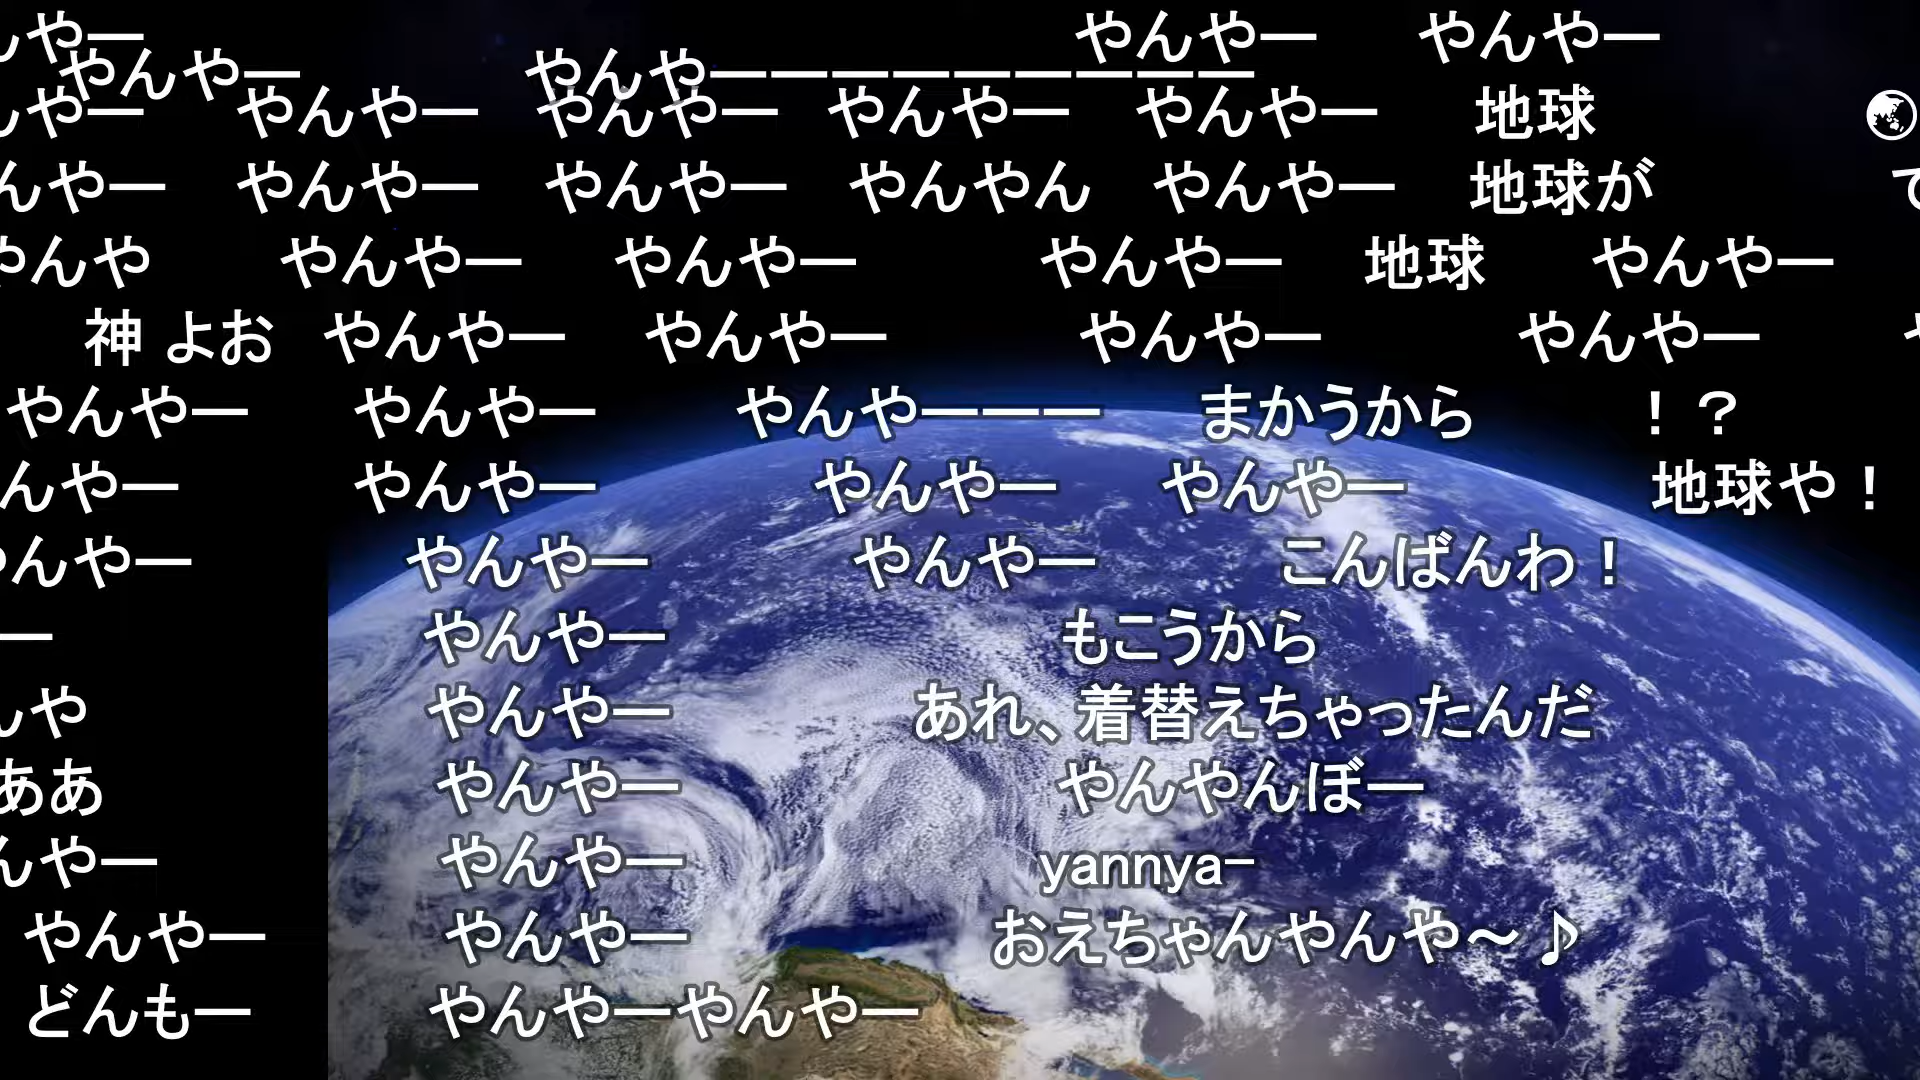 んやー やんやー やんやー
やんやー やんやーーーーーーーーー
んやー やんやー やんやー やんやー やんやー 地球 🌏
んやー やんやー やんやー やんやん やんやー 地球が て
やんや やんやー やんやー やんやー 地球 やんやー
神 よお やんやー やんやー やんやー やんやー や
やんやー やんやー やんやーーー まかうから ！？
んやー やんやー やんやー やんやー 地球や！
やんやー やんやー やんやー こんばんわ！
ー やんやー もこうから
んや やんやー あれ、着替えちゃったんだ
ああ やんやー やんやんぼー
んやー やんやー yannya-
やんやー やんやー おえちゃんやんや～♪
どんもー やんやーやんやー